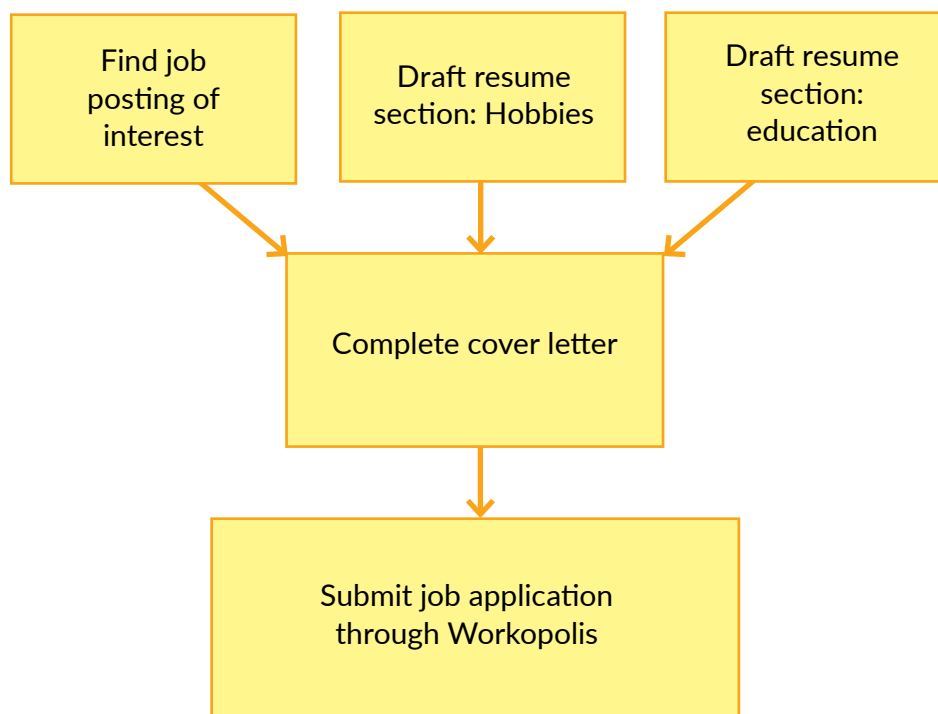 Find job
posting of
interest
Draft resume
section: Hobbies
Draft resume
section:
education
Complete cover letter
Submit job application
through Workopolis